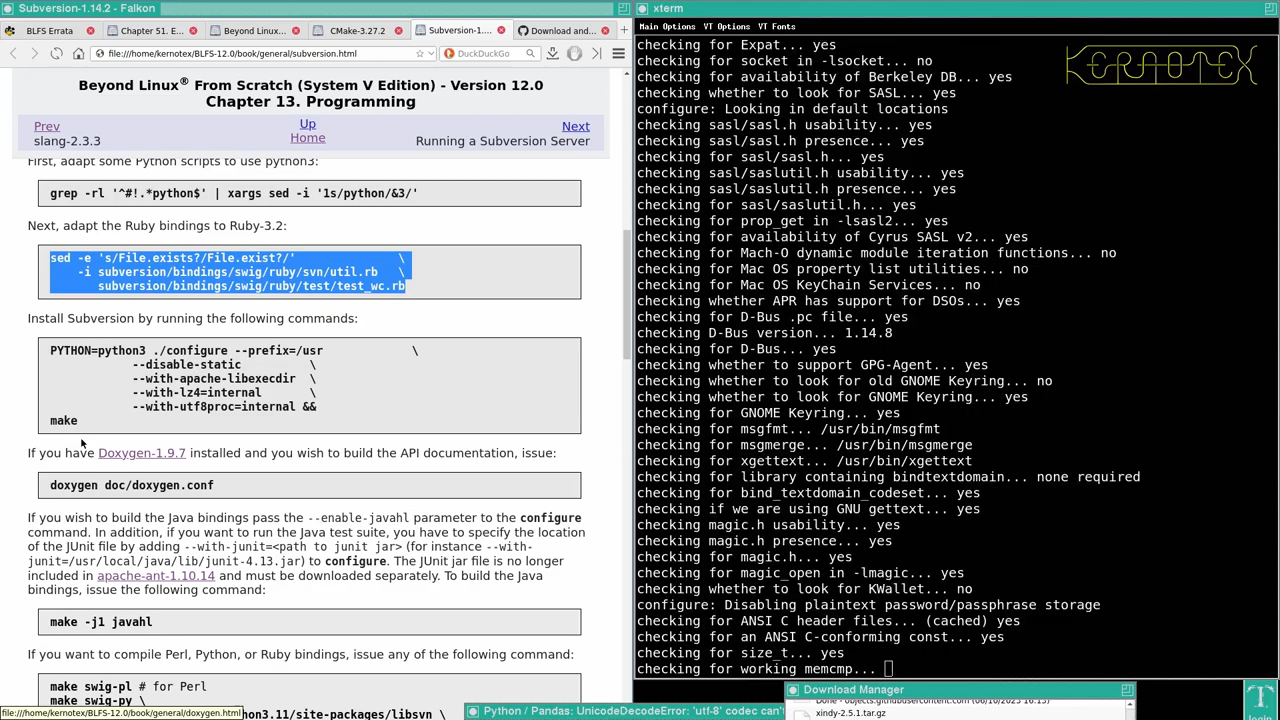 Subversion-1.14.2 - Falkon
BLFS Errata
Chapter 51. E...
Beyond Linux...
CMake-3.27.2
Subversion-1....
Download and...
file:///home/kernotex/BLFS-12.0/book/general/subversion.html
DuckDuckGo
Beyond Linux® From Scratch (System V Edition) - Version 12.0
Chapter 13. Programming
Prev
Up
Next
slang-2.3.3
Home
Running a Subversion Server
First, adapt some Python scripts to use python3:
grep -rl '^#!.*python$' | xargs sed -i '1s/python/&3/'
Next, adapt the Ruby bindings to Ruby-3.2:
sed -e 's/File.exists?/File.exist?/' \
-i subversion/bindings/swig/ruby/svn/util.rb \
subversion/bindings/swig/ruby/test/test_wc.rb
Install Subversion by running the following commands:
PYTHON=python3 ./configure --prefix=/usr \
--disable-static \
--with-apache-libexecdir \
--with-lz4=internal \
--with-utf8proc=internal &&
make
If you have Doxygen-1.9.7 installed and you wish to build the API documentation, issue:
doxygen doc/doxygen.conf
If you wish to build the Java bindings pass the --enable-javahl parameter to the configure
command. In addition, if you want to run the Java test suite, you have to specify the location
of the JUnit file by adding --with-junit=<path to junit jar> (for instance --with-
junit=/usr/local/java/lib/junit-4.13.jar) to configure. The JUnit jar file is no longer
included in apache-ant-1.10.14 and must be downloaded separately. To build the Java
bindings, issue the following command:
make -j1 javahl
If you want to compile Perl, Python, or Ruby bindings, issue any of the following command:
make swig-pl # for Perl
make swig-py \
file:///home/kernotex/BLFS-12.0/book/general/doxygen.html
hon3.11/site-packages/libsvn \
xterm
Main Options VT Options VT Fonts
KERNOTEX
checking for Expat... yes
checking for socket in -lsocket... no
checking for availability of Berkeley DB... yes
checking whether to look for SASL... yes
configure: Looking in default locations
checking sasl/sasl.h usability... yes
checking sasl/sasl.h presence... yes
checking for sasl/sasl.h... yes
checking sasl/saslutil.h usability... yes
checking sasl/saslutil.h presence... yes
checking for sasl/saslutil.h... yes
checking for prop_get in -lsasl2... yes
checking for availability of Cyrus SASL v2... yes
checking for Mach-O dynamic module iteration functions... no
checking for Mac OS property list utilities... no
checking for Mac OS KeyChain Services... no
checking whether APR has support for DSOs... yes
checking for D-Bus .pc file... yes
checking D-Bus version... 1.14.8
checking for D-Bus... yes
checking whether to support GPG-Agent... yes
checking whether to look for old GNOME Keyring... no
checking whether to look for GNOME Keyring... yes
checking for GNOME Keyring... yes
checking for msgfmt... /usr/bin/msgfmt
checking for msgmerge... /usr/bin/msgmerge
checking for xgettext... /usr/bin/xgettext
checking for library containing bindtextdomain... none required
checking for bind_textdomain_codeset... yes
checking if we are using GNU gettext... yes
checking magic.h usability... yes
checking magic.h presence... yes
checking for magic.h... yes
checking for magic_open in -lmagic... yes
checking whether to look for KWallet... no
configure: Disabling plaintext password/passphrase storage
checking for ANSI C header files... (cached) yes
checking for an ANSI C-conforming const... yes
checking for size_t... yes
checking for working memcmp...
Download Manager
Done - objects.githubusercontent.com (06/10/2023 16:15)
xindy-2.5.1.tar.gz
Python / Pandas: UnicodeDecodeError: 'utf-8' codec can't